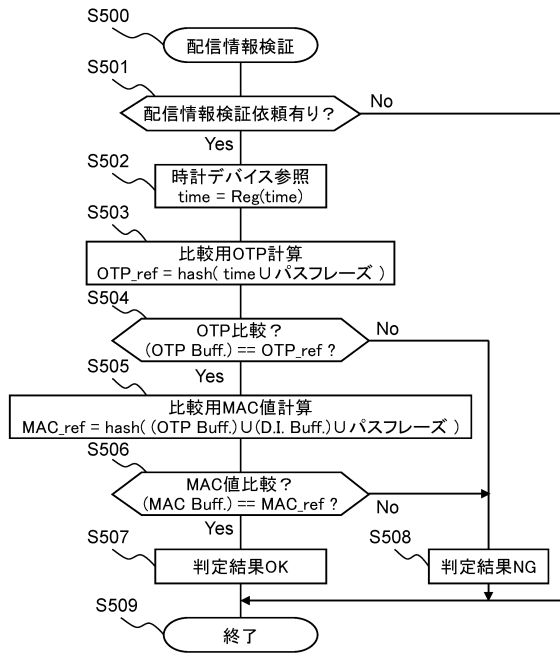 S500
配信情報検証
S501
配信情報検証依頼有り？
No
Yes
S502
時計デバイス参照
time = Reg(time)
S503
比較用OTP計算
OTP_ref = hash( time∪パスフレーズ )
S504
OTP比較？
(OTP Buff.) == OTP_ref ?
No
Yes
S505
比較用MAC値計算
MAC_ref = hash( (OTP Buff.)∪(D.I. Buff.)∪パスフレーズ )
S506
MAC値比較？
(MAC Buff.) == MAC_ref ?
No
Yes
S507
判定結果OK
S508
判定結果NG
S509
終了